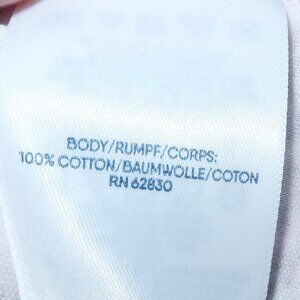 BODY/RUMPF/CORPS:
100% COTTON/BAUMWOLLE/COTON
RN 62830